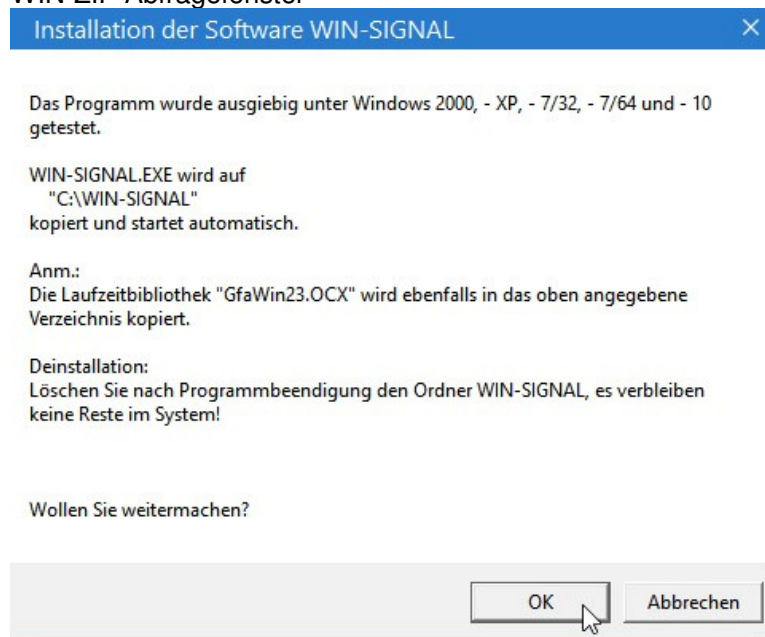 WIN-ZIP Abfragefenster
Installation der Software WIN-SIGNAL
Das Programm wurde ausgiebig unter Windows 2000, - XP, - 7/32, - 7/64 und - 10
getestet.
WIN-SIGNAL.EXE wird auf
"C:\WIN-SIGNAL"
kopiert und startet automatisch.
Anm.:
Die Laufzeitbibliothek "GfaWin23.OCX" wird ebenfalls in das oben angegebene
Verzeichnis kopiert.
Deinstallation:
Löschen Sie nach Programmbeendigung den Ordner WIN-SIGNAL, es verbleiben
keine Reste im System!
Wollen Sie weitermachen?
OK
Abbrechen